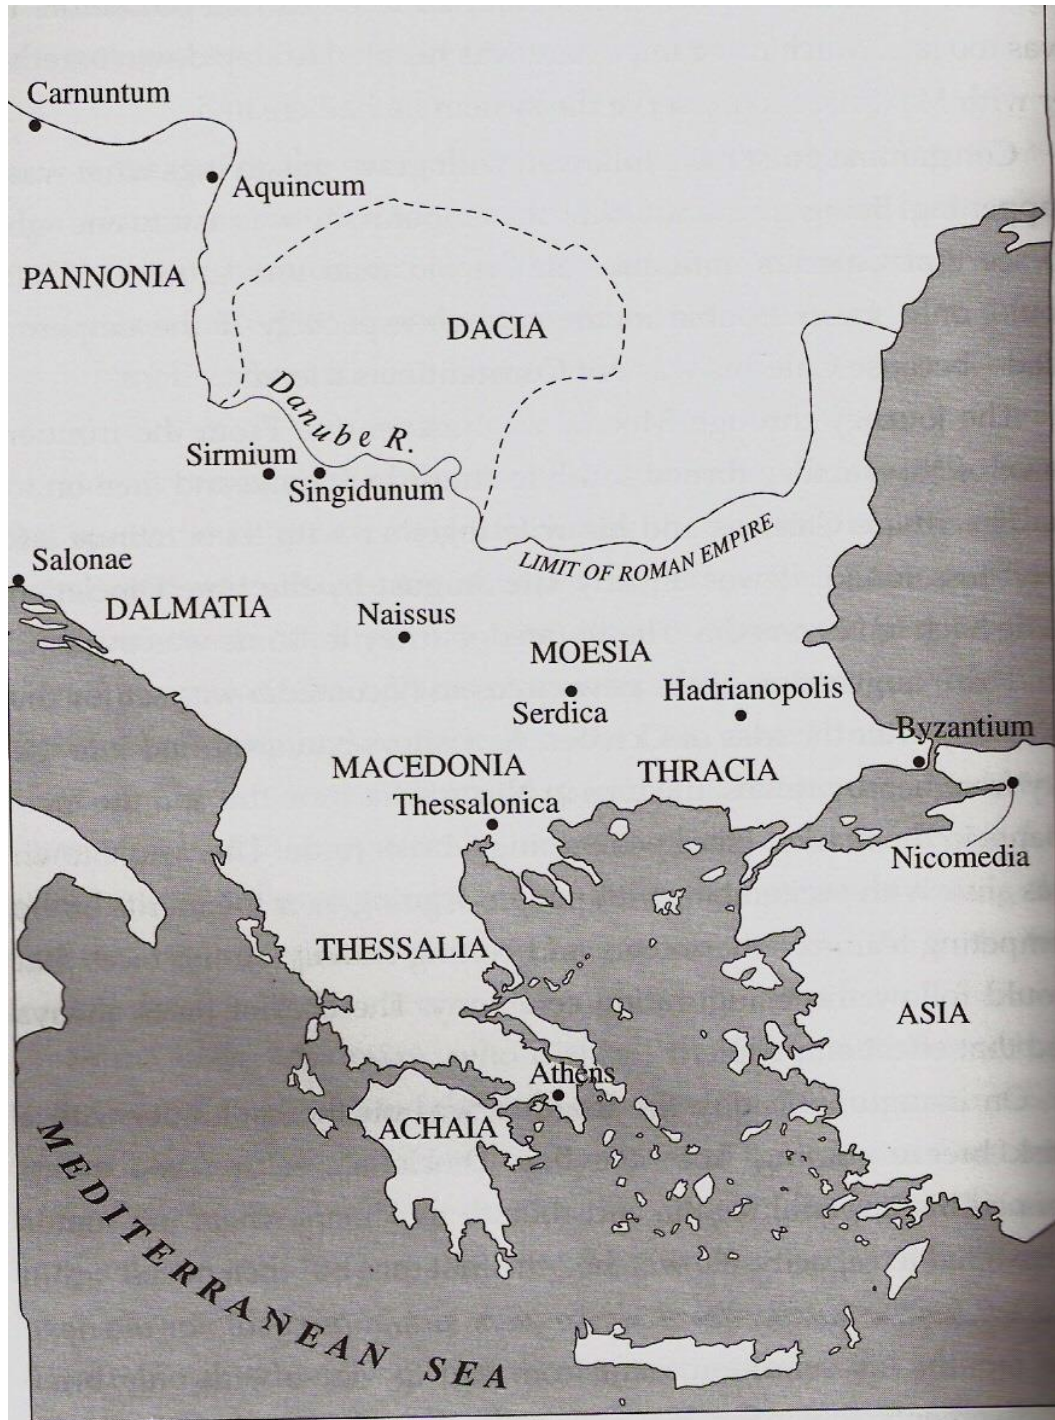 Carnuntum
Aquincum
PANNONIA
DACIA
Danube R.
Sirmium
Singidunum
LIMIT OF ROMAN EMPIRE
Salonae
DALMATIA
Naissus
MOESIA
Serdica
Hadrianopolis
Byzantium
MACEDONIA
THRACIA
Thessalonica
Nicomedia
THESSALIA
ASIA
Athens
ACHAIA
MEDITERRANEAN SEA